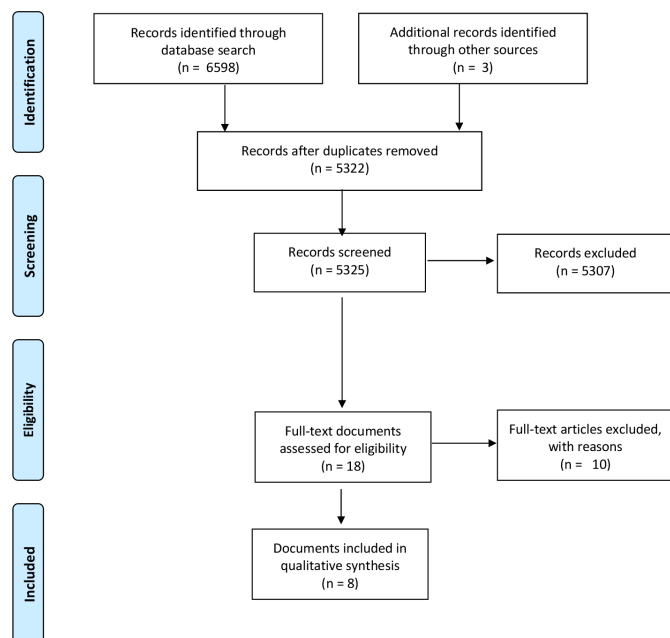 Identification
Records identified through
database search
(n = 6598)
Additional records identified
through other sources
(n = 3)
Records after duplicates removed
(n = 5322)
Screening
Records screened
(n = 5325)
Records excluded
(n = 5307)
Eligibility
Full-text documents
assessed for eligibility
(n = 18)
Full-text articles excluded,
with reasons
(n = 10)
Included
Documents included in
qualitative synthesis
(n = 8)